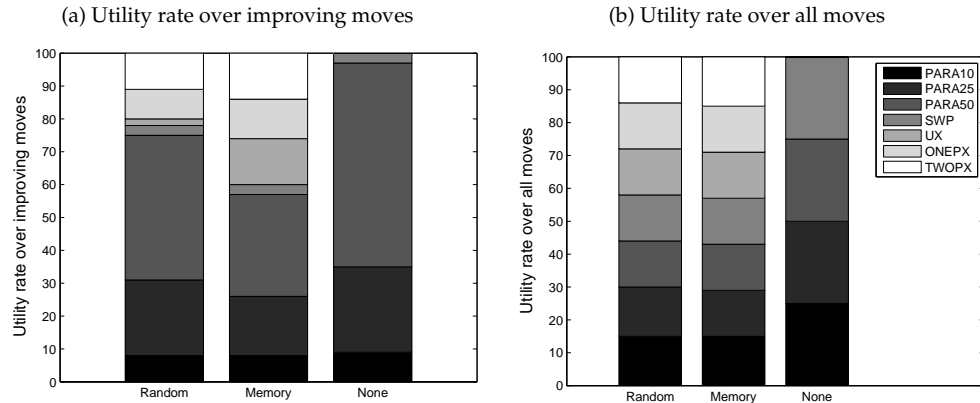 (a) Utility rate over improving moves
Utility rate over improving moves
100
90
80
70
60
50
40
30
20
10
0
Random
Memory
None
(b) Utility rate over all moves
Utility rate over all moves
100
90
80
70
60
50
40
30
20
10
0
Random
Memory
None
PARA10
PARA25
PARA50
SWP
UX
ONEPX
TWOPX